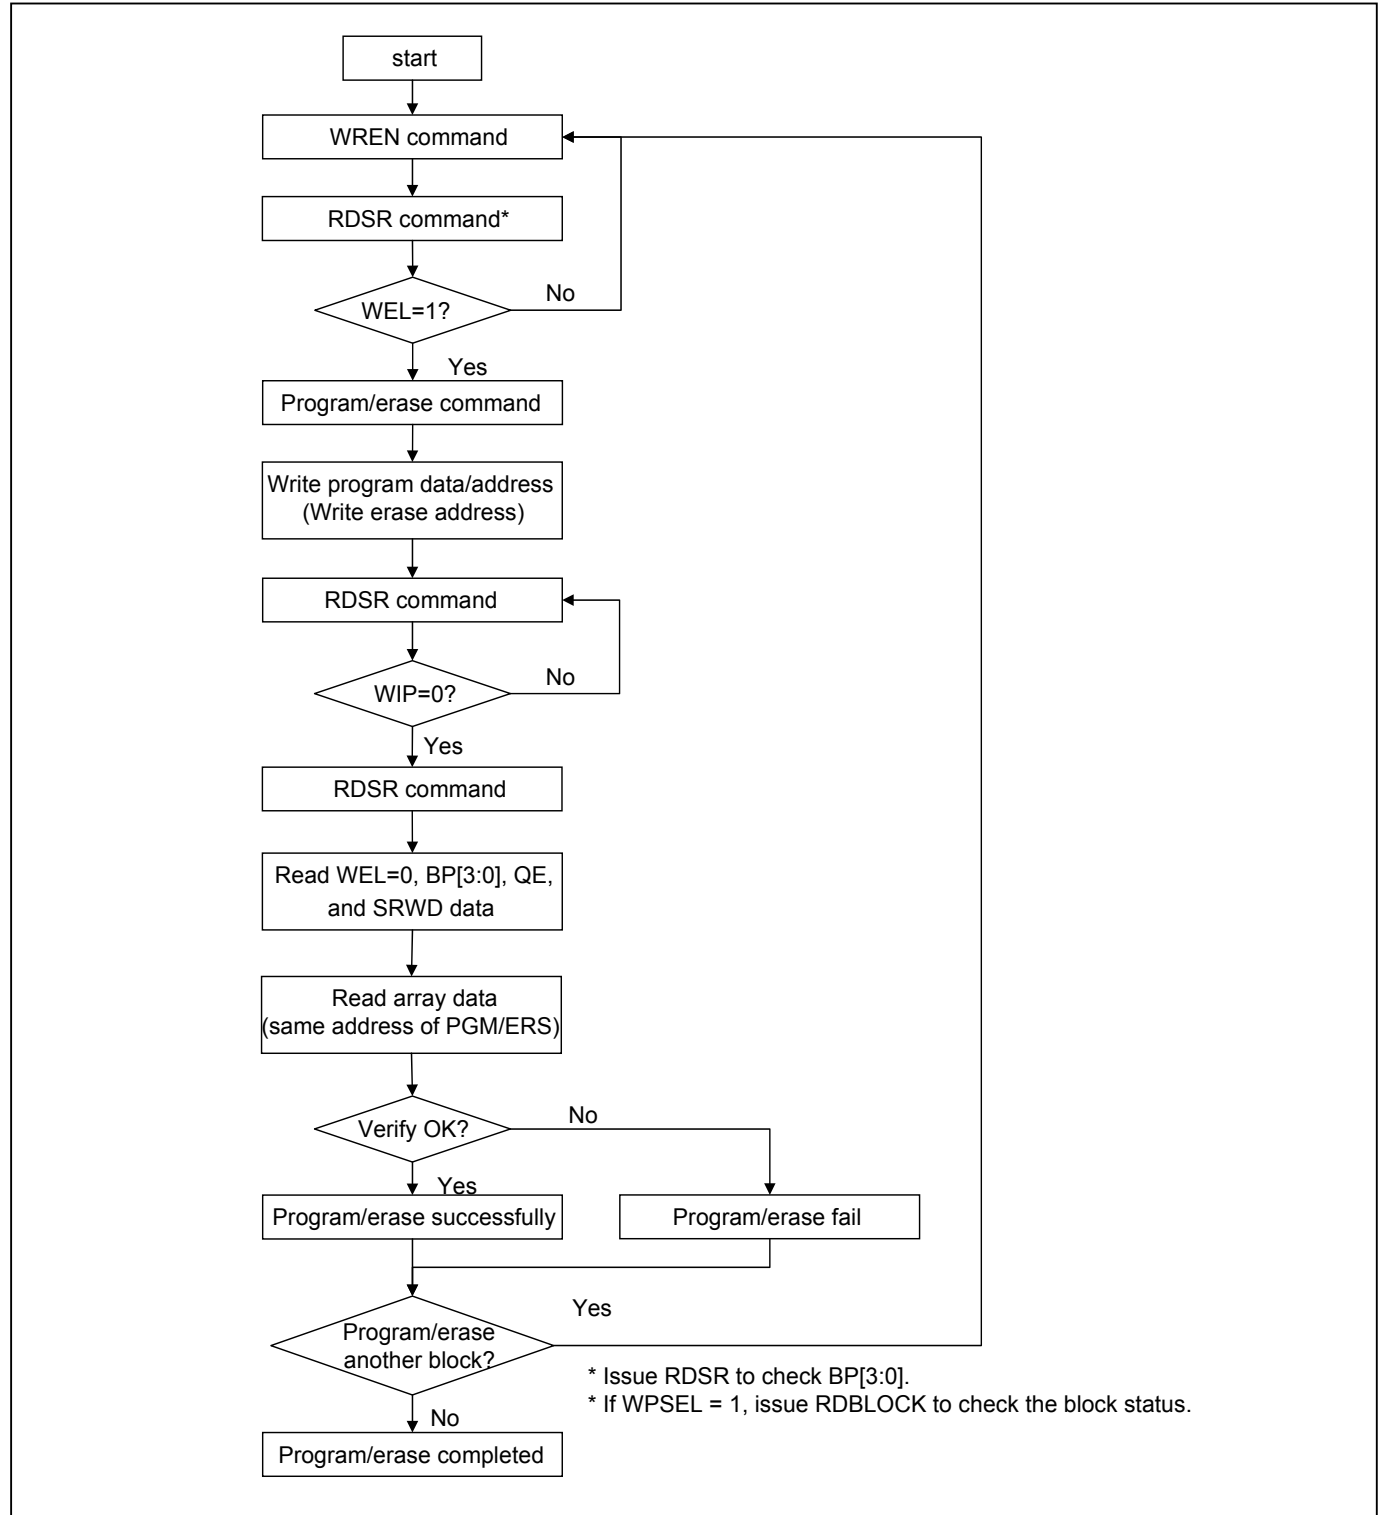 start
WREN command
RDSR command*
WEL=1?
No
Yes
Program/erase command
Write program data/address
(Write erase address)
RDSR command
WIP=0?
No
Yes
RDSR command
Read WEL=0, BP[3:0], QE,
and SRWD data
Read array data
(same address of PGM/ERS)
Verify OK?
No
Yes
Program/erase successfully
Program/erase fail
Program/erase
another block?
Yes
* Issue RDSR to check BP[3:0].
* If WPSEL = 1, issue RDBLOCK to check the block status.
No
Program/erase completed